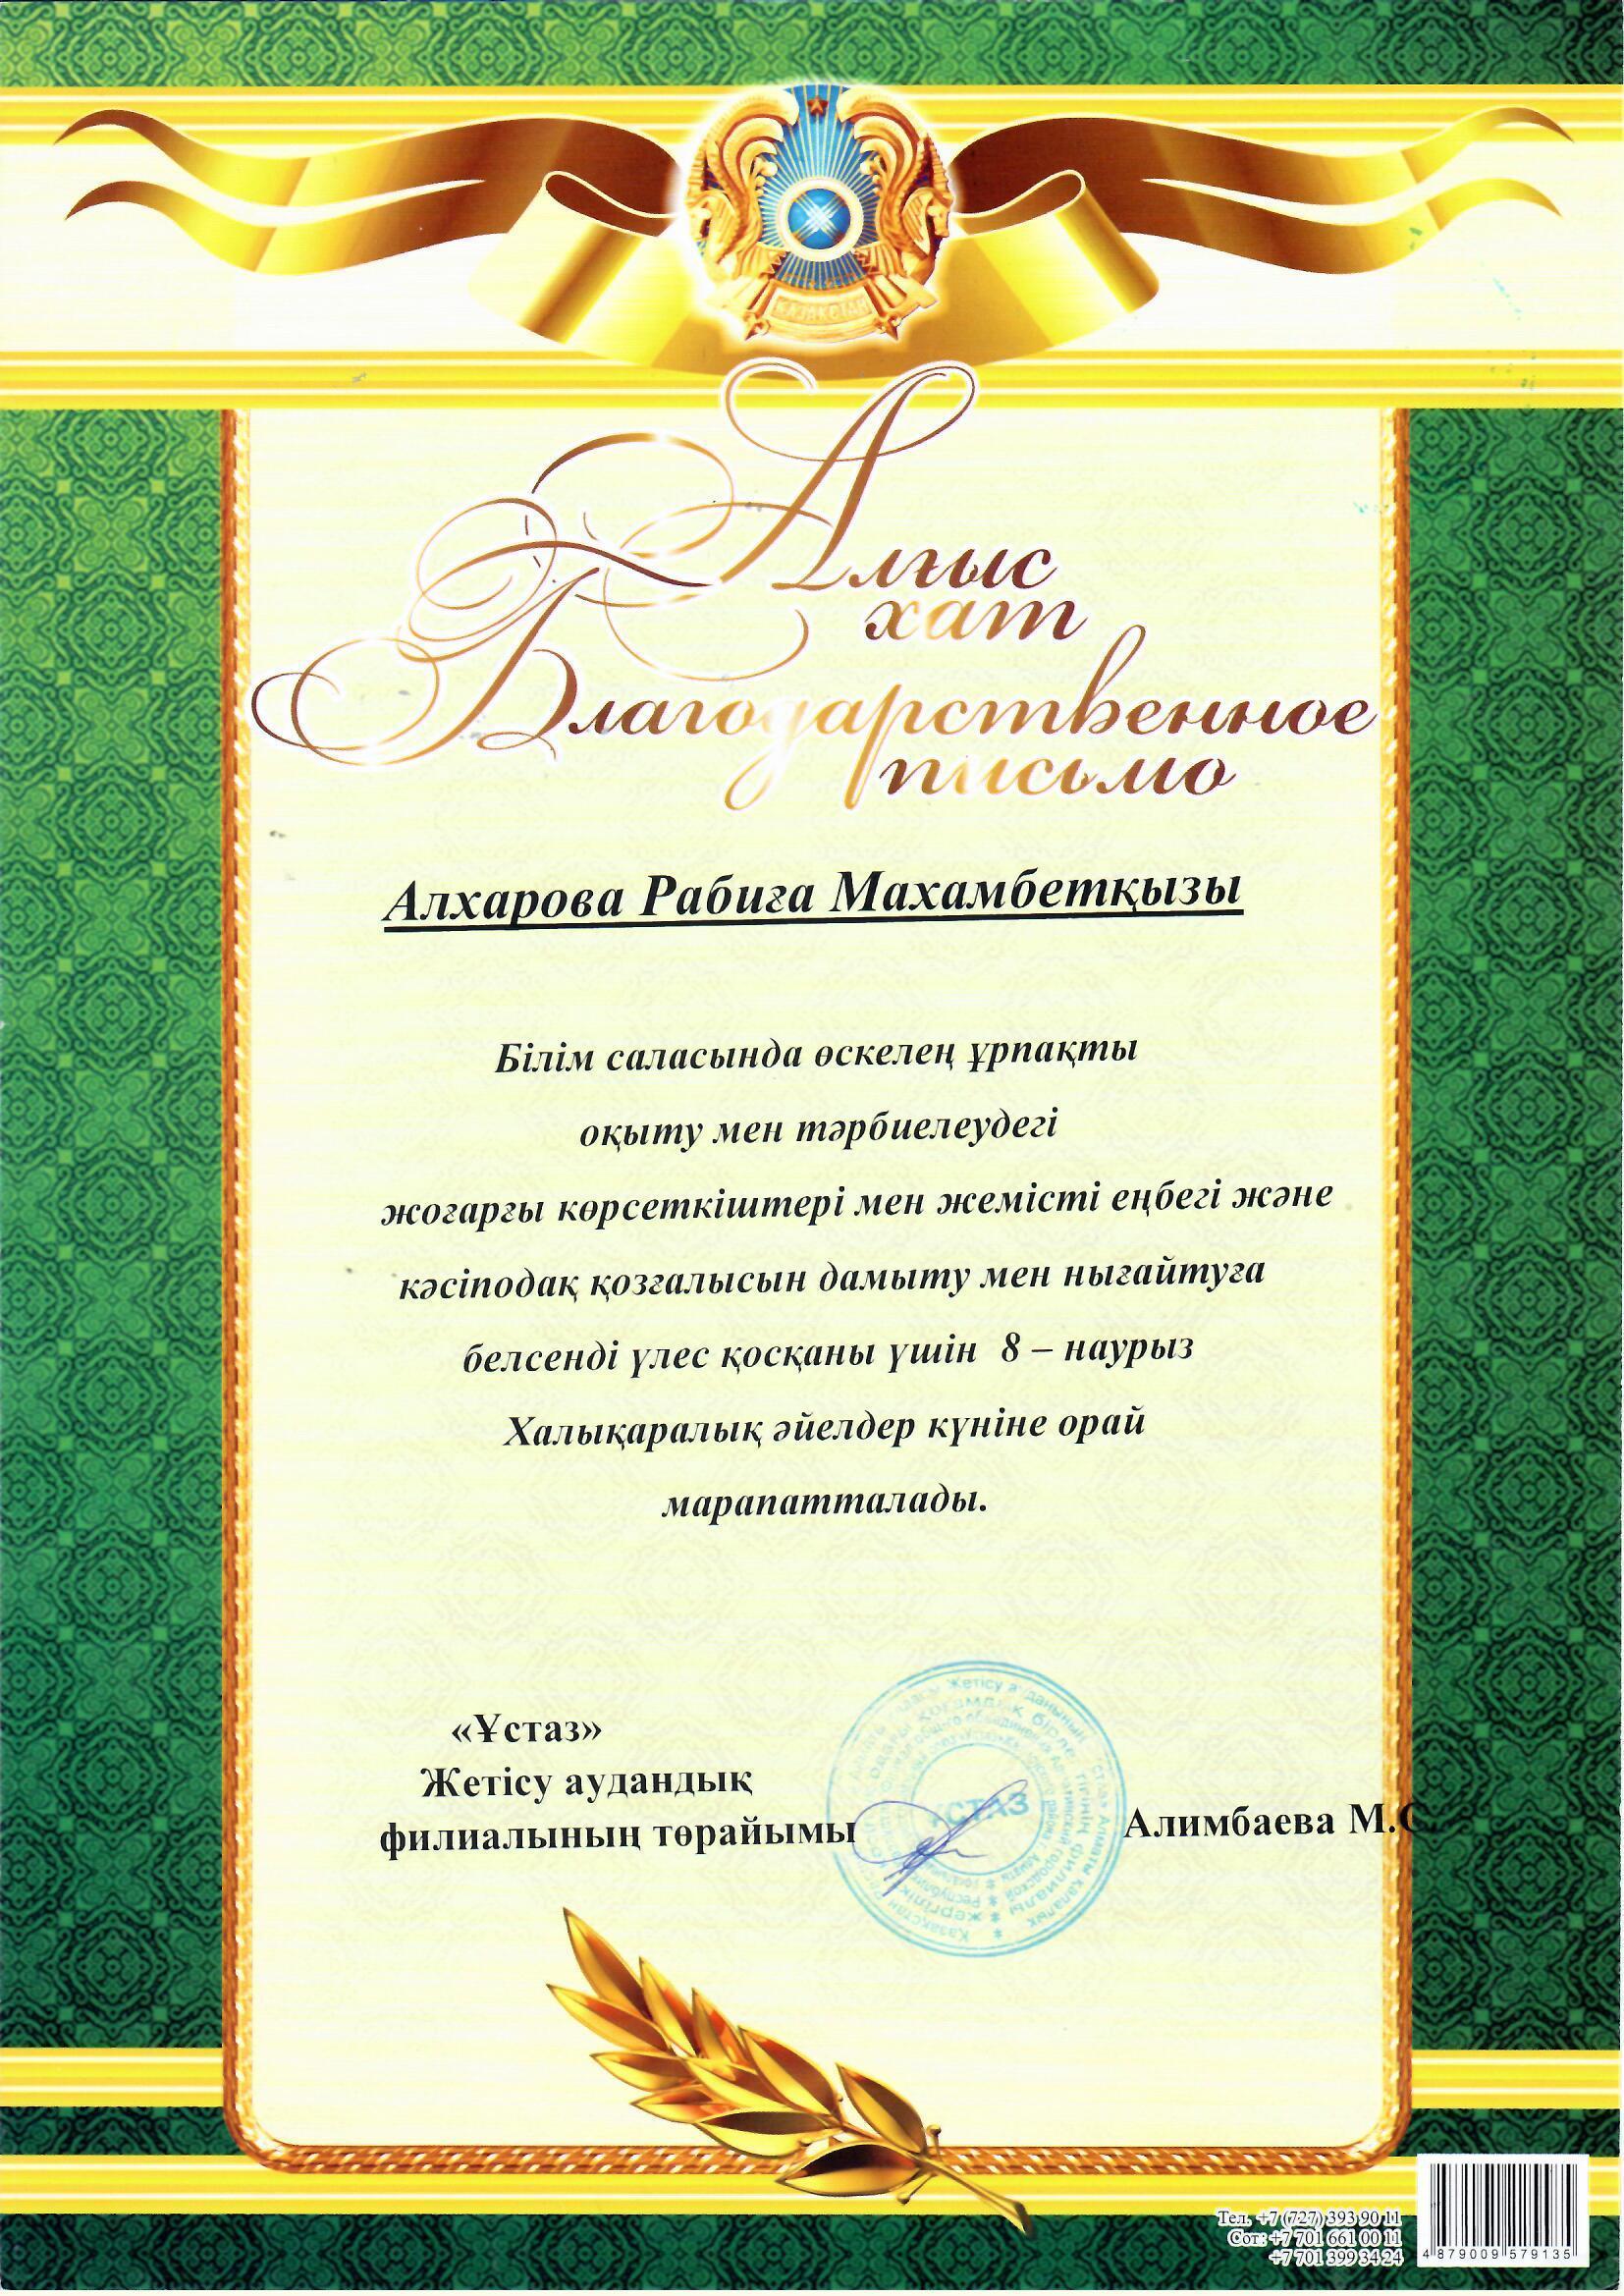 ҚАЗАҚСТАН
Алғыс
хат
Благодарственное
письмо
Алхарова Рабиға Махамбетқызы
Білім саласында өскелең ұрпақты
оқыту мен тәрбиелеудегі
жоғарғы көрсеткіштері мен жемісті еңбегі және
кәсіподақ қозғалысын дамыту мен нығайтуға
белсенді үлес қосқаны үшін 8 – наурыз
Халықаралық әйелдер күніне орай
марапатталады.
«Ұстаз»
Жетісу аудандық
филиалының төрайымы
ҰСТАЗ
Алимбаева М.С.
Тел. +7 (727) 393 90 11
Сот: +7 701 661 00 11
+7 701 399 34 24
4 879009 579135